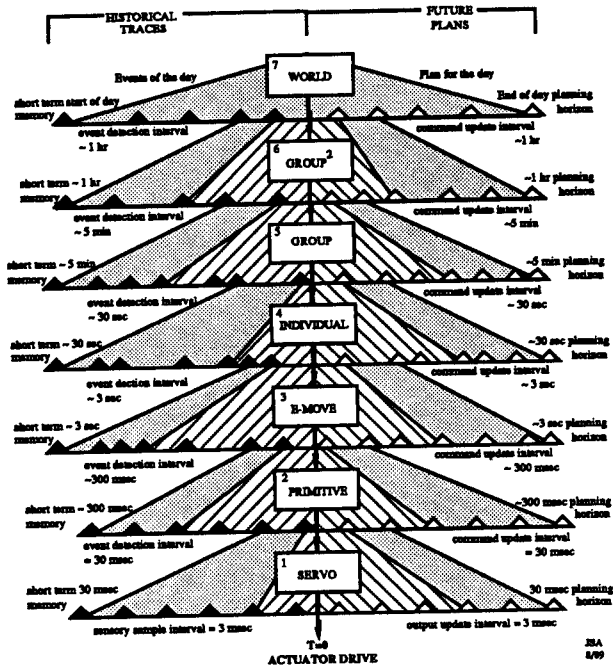 HISTORICAL TRACES
FUTURE PLANS
7
WORLD
Events of the day
Plan for the day
short term start of day memory
End of day planning horizon
event detection interval ~ 1 hr
command update interval ~1 hr
6
GROUP2
short term ~ 1 hr memory
~1 hr planning horizon
event detection interval ~ 5 min
command update interval ~5 min
5
GROUP
short term ~ 5 min memory
~5 min planning horizon
event detection interval ~ 30 sec
command update interval ~ 30 sec
4
INDIVIDUAL
short term ~ 30 sec memory
~30 sec planning horizon
event dection interval ~ 3 sec
command update interval ~ 3 sec
3
E-MOVE
short term ~ 3 sec memory
~3 sec planning horizon
event detection interval ~300 msec
command update interval ~ 300 msec
2
PRIMITIVE
short term ~ 300 msec memory
~300 msec planning horizon
event detection interval = 30 msec
command update interval = 30 msec
1
SERVO
short term 30 msec memory
30 msec planning horizon
sensory sample interval = 3 msec
output update interval = 3 msec
T=0
ACTUATOR DRIVE
JSA
8/89